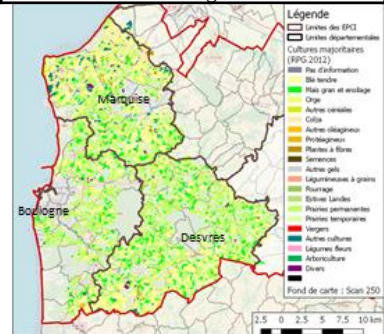 Légende
Limites des EPCI
Limites départementales
Cultures majoritaires
(RPG 2012)
Pas d'information
Blé tendre
Maïs grain et ensilage
Orge
Autres céréales
Colza
Autres oléagineux
Protéagineux
Plantes à fibres
Semences
Autres gels
Légumineuses à grains
Fourrage
Estives Landes
Prairies permanentes
Prairies temporaires
Vergers
Autres cultures
Légumes fleurs
Arboriculture
Divers
Fond de carte : Scan 250
Marquise
Boulogne
Desvres
2.5 0 2.5 5 7.5 10 km